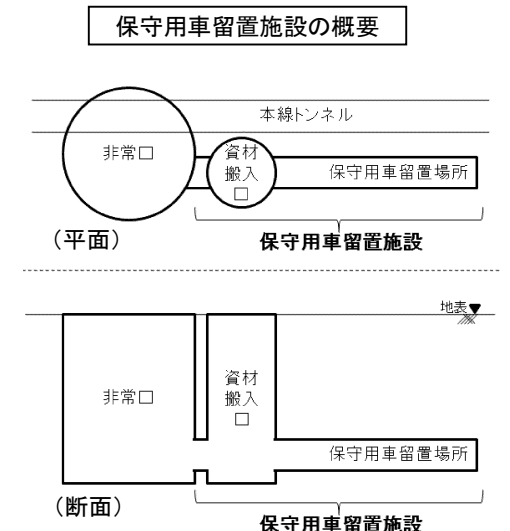 保守用車留置施設の概要
本線トンネル
非常口
資材
搬入
口
保守用車留置場所
(平面)
保守用車留置施設
地表
非常口
資材
搬入
口
保守用車留置場所
(断面)
保守用車留置施設